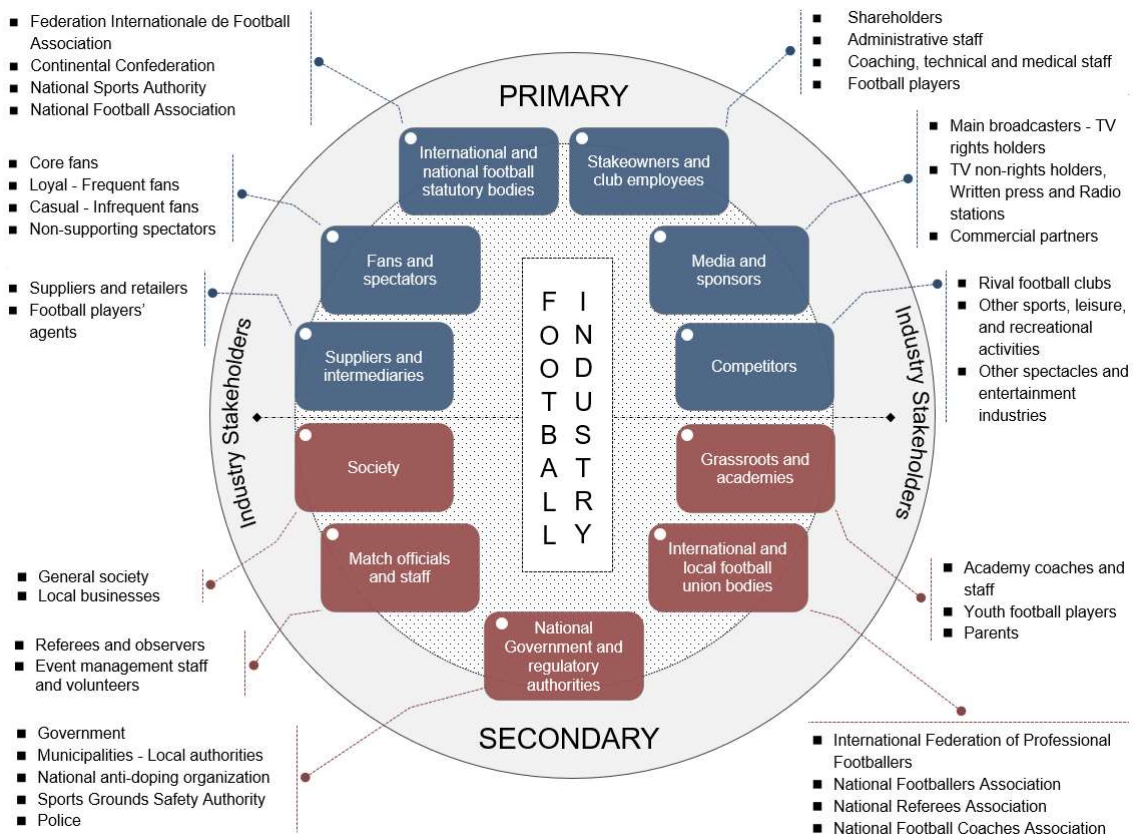 Federation Internationale de Football
Association
Continental Confederation
National Sports Authority
National Football Association
Shareholders
Administrative staff
Coaching, technical and medical staff
Football players
PRIMARY
International and
national football
statutory bodies
Stakeowners and
club employees
Core fans
Loyal - Frequent fans
Casual - Infrequent fans
Non-supporting spectators
Main broadcasters - TV
rights holders
TV non-rights holders,
Written press and Radio
stations
Commercial partners
Fans and
spectators
Media and
sponsors
Suppliers and retailers
Football players'
agents
Rival football clubs
Other sports, leisure,
and recreational
activities
Other spectacles and
entertainment
industries
Suppliers and
intermediaries
Competitors
Industry Stakeholders
FOOTBALL
INDUSTRY
Industry Stakeholders
Society
Grassroots and
academies
Match officials
and staff
International and
local football
union bodies
National
Government and
regulatory
authorities
SECONDARY
General society
Local businesses
Academy coaches and
staff
Youth football players
Parents
Referees and observers
Event management staff
and volunteers
Government
Municipalities - Local authorities
National anti-doping organization
Sports Grounds Safety Authority
Police
International Federation of Professional
Footballers
National Footballers Association
National Referees Association
National Football Coaches Association